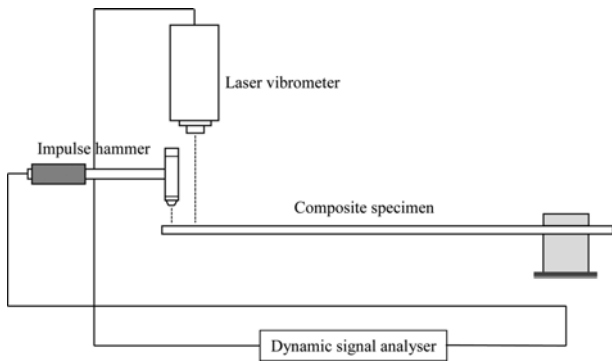 Laser vibrometer
Impulse hammer
Composite specimen
Dynamic signal analyser